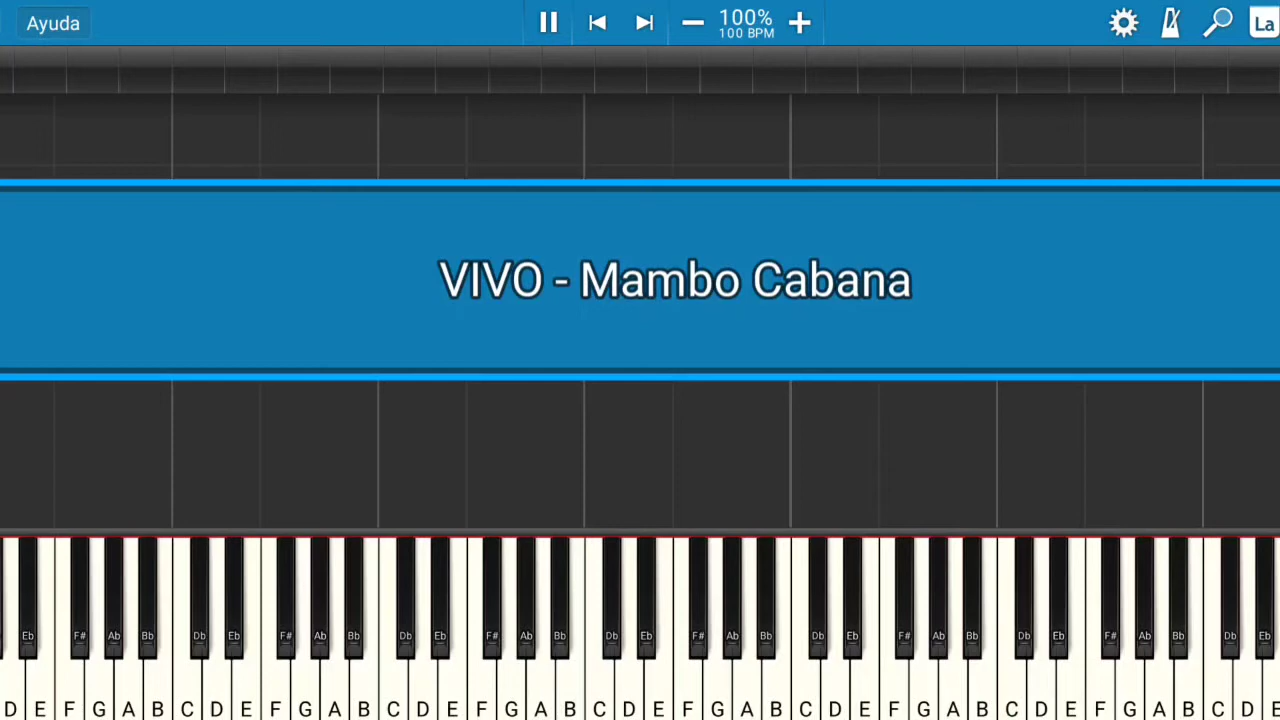 Ayuda
100%
100 BPM
La
VIVO - Mambo Cabana
Eb F# Ab Bb Db Eb F# Ab Bb Db Eb F# Ab Bb Db Eb F# Ab Bb Db Eb F# Ab Bb Db Eb F# Ab Bb Db Eb
D E F G A B C D E F G A B C D E F G A B C D E F G A B C D E F G A B C D E F G A B C D E